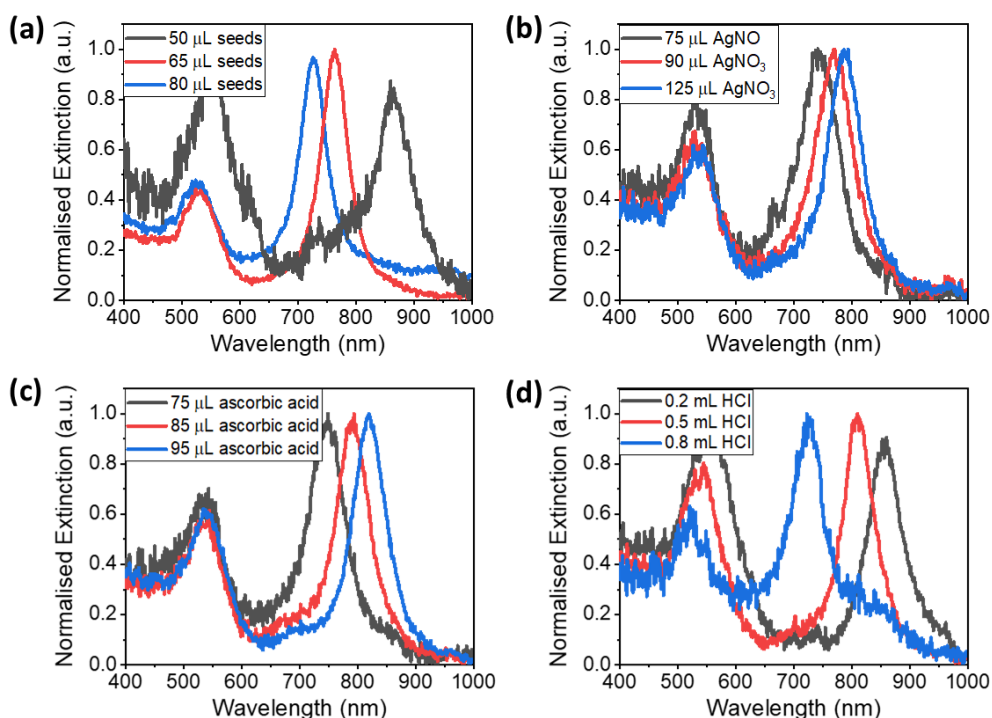 (a)
50 μL seeds
65 μL seeds
80 μL seeds
Normalised Extinction (a.u.)
1.0
0.8
0.6
0.4
0.2
0.0
400 500 600 700 800 900 1000
Wavelength (nm)
(b)
75 μL AgNO
90 μL AgNO₃
125 μL AgNO₃
Normalised Extinction (a.u.)
1.0
0.8
0.6
0.4
0.2
0.0
400 500 600 700 800 900 1000
Wavelength (nm)
(c)
75 μL ascorbic acid
85 μL ascorbic acid
95 μL ascorbic acid
Normalised Extinction (a.u.)
1.0
0.8
0.6
0.4
0.2
0.0
400 500 600 700 800 900 1000
Wavelength (nm)
(d)
0.2 mL HCl
0.5 mL HCl
0.8 mL HCl
Normalised Extinction (a.u.)
1.0
0.8
0.6
0.4
0.2
0.0
400 500 600 700 800 900 1000
Wavelength (nm)